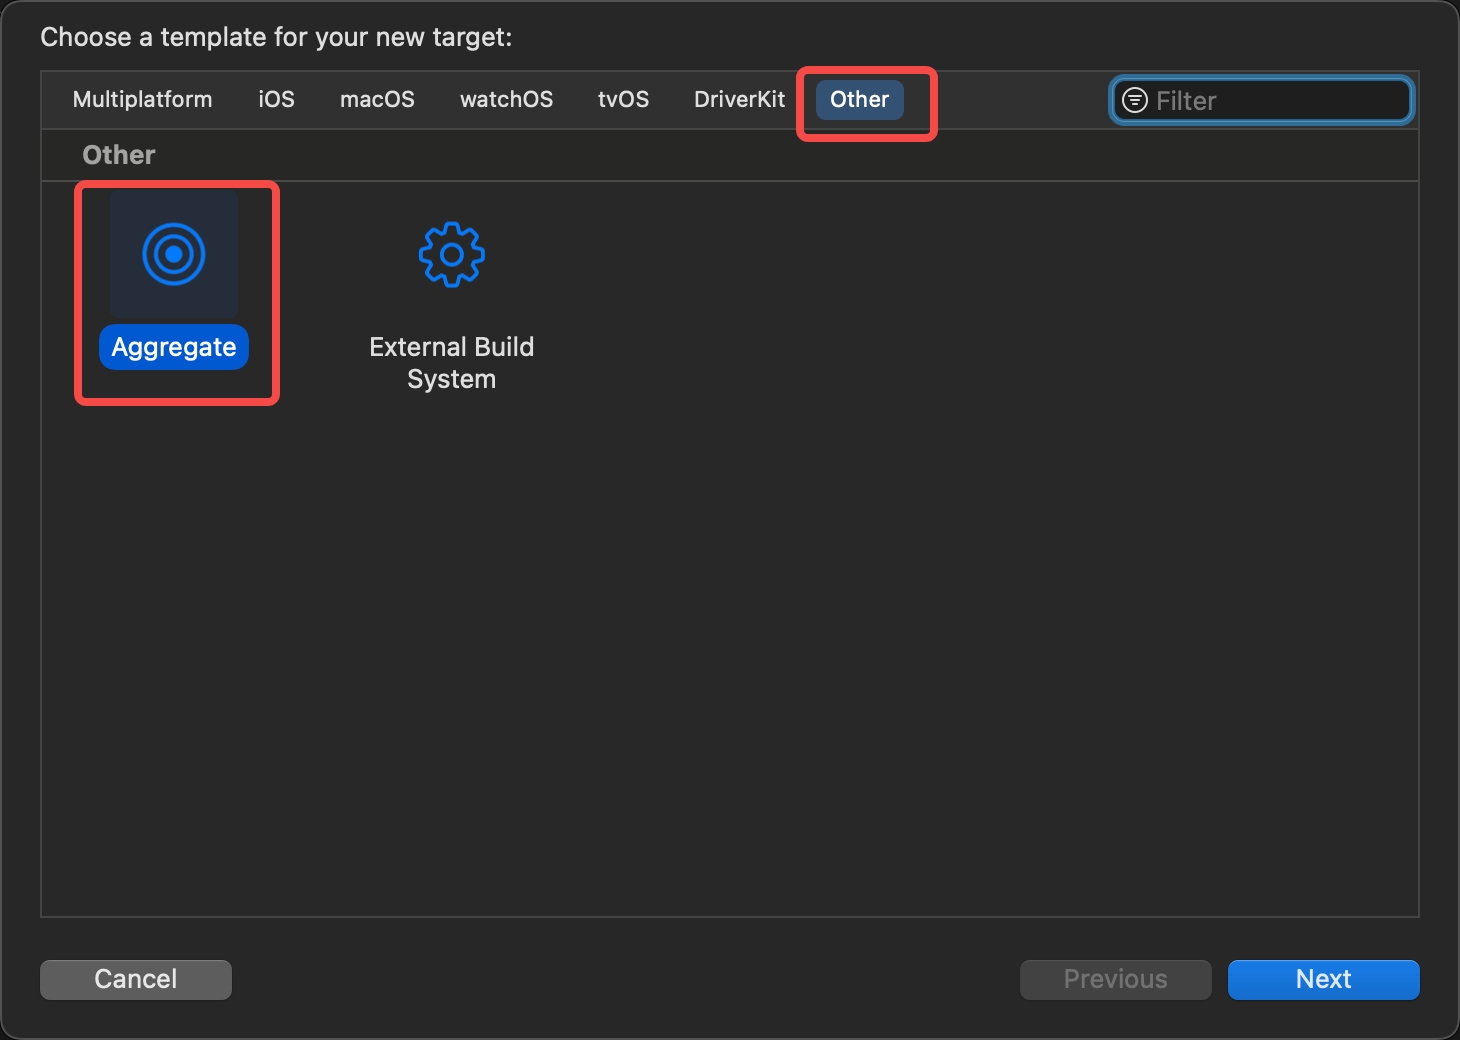 Choose a template for your new target:
Multiplatform iOS macOS watchOS tvOS DriverKit Other Filter
Other
Aggregate
External Build
System
Cancel Previous Next